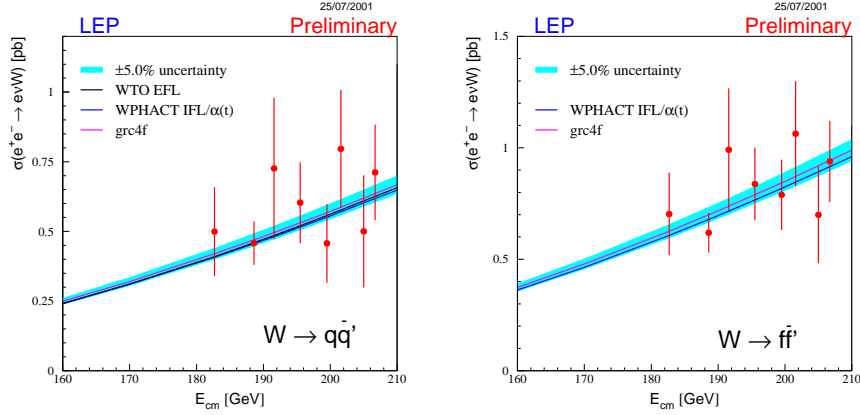 25/07/2001
LEP Preliminary
σ(e⁺e⁻ → eνW) [pb]
±5.0% uncertainty
WTO EFL
WPHACT IFL/α(t)
grc4f
1
0.75
0.5
0.25
0
W → qq̄’
160 170 180 190 200 210
E_cm [GeV]
25/07/2001
LEP Preliminary
σ(e⁺e⁻ → eνW) [pb]
±5.0% uncertainty
WPHACT IFL/α(t)
grc4f
1.5
1
0.5
0
W → ff̄’
160 170 180 190 200 210
E_cm [GeV]